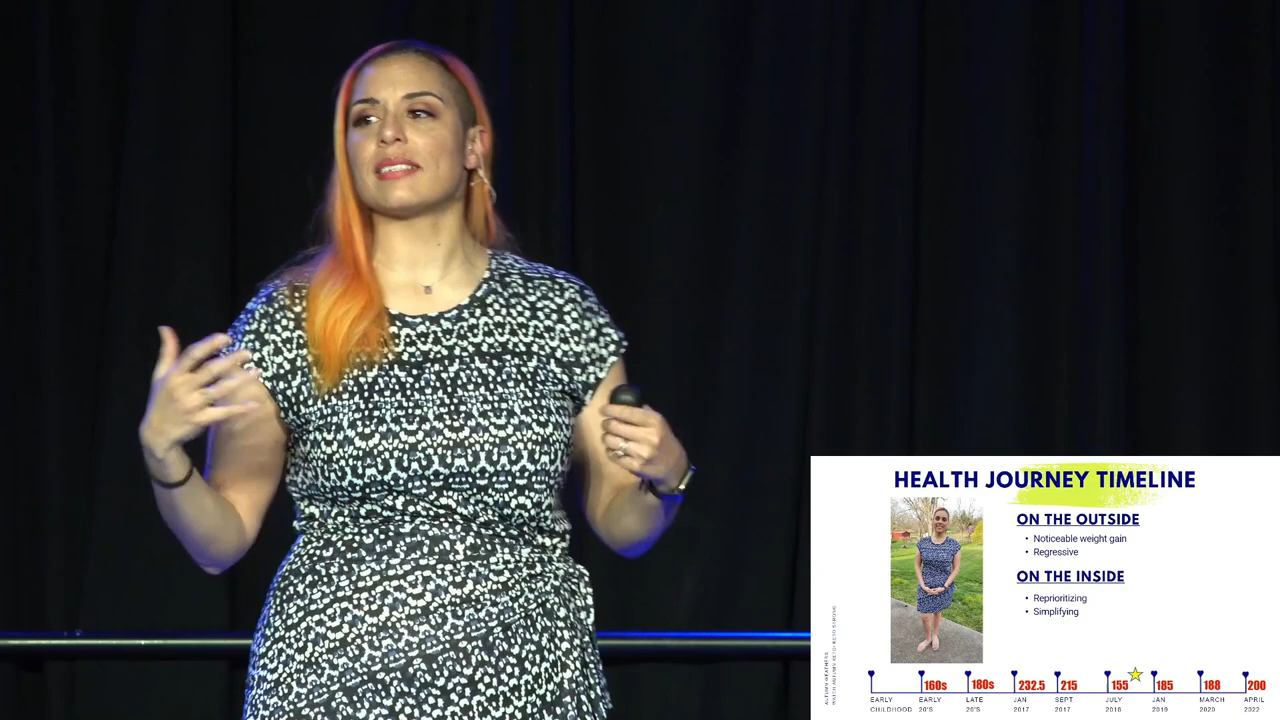 HEALTH JOURNEY TIMELINE
ON THE OUTSIDE
• Noticeable weight gain
• Regressive
ON THE INSIDE
• Reprioritizing
• Simplifying
160s
180s
232.5
215
155
185
188
200
EARLY CHILDHOOD
EARLY 20'S
LATE 20'S
JAN 2017
SEPT 2017
JULY 2018
JAN 2019
MARCH 2020
APRIL 2022